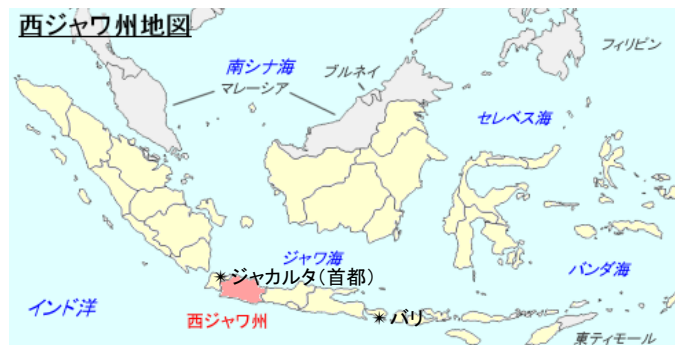 西ジャワ州地図
フィリピン
南シナ海
ブルネイ
マレーシア
セレベス海
ジャワ海
ジャカルタ(首都)
バンダ海
インド洋
西ジャワ州
バリ
東ティモール